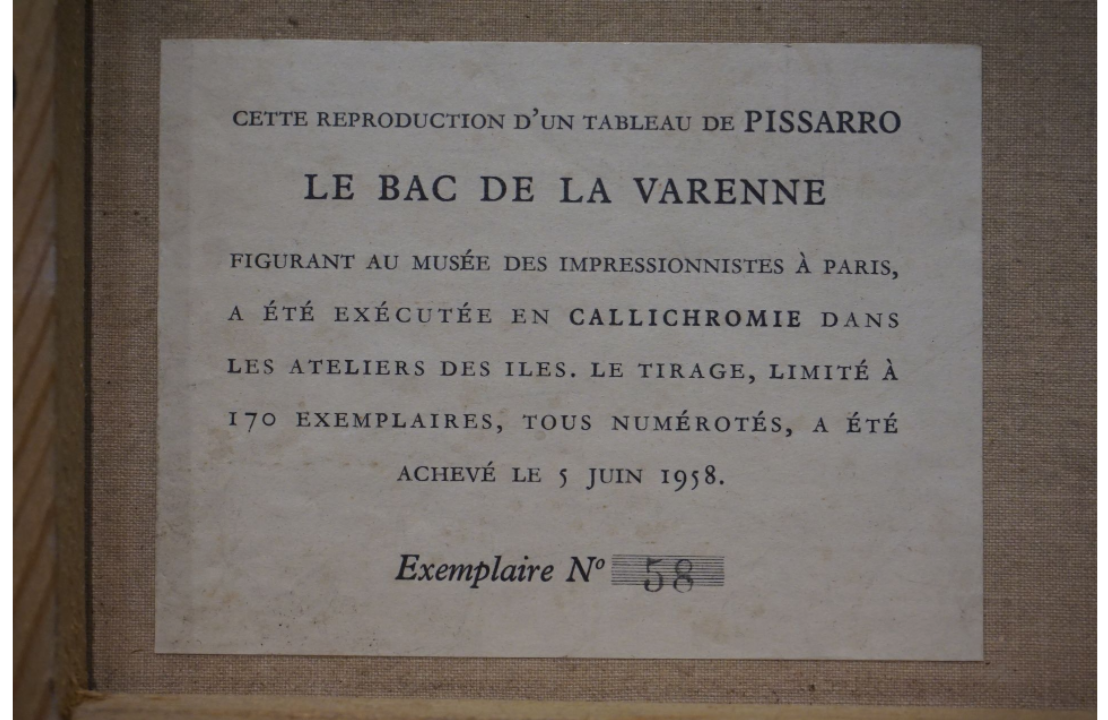 CETTE REPRODUCTION D'UN TABLEAU DE PISSARRO
LE BAC DE LA VARENNE
FIGURANT AU MUSÉE DES IMPRESSIONNISTES À PARIS,
A ÉTÉ EXÉCUTÉE EN CALLICHROMIE DANS
LES ATELIERS DES ILES. LE TIRAGE, LIMITÉ À
170 EXEMPLAIRES, TOUS NUMÉROTÉS, A ÉTÉ
ACHEVÉ LE 5 JUIN 1958.
Exemplaire Nº 58